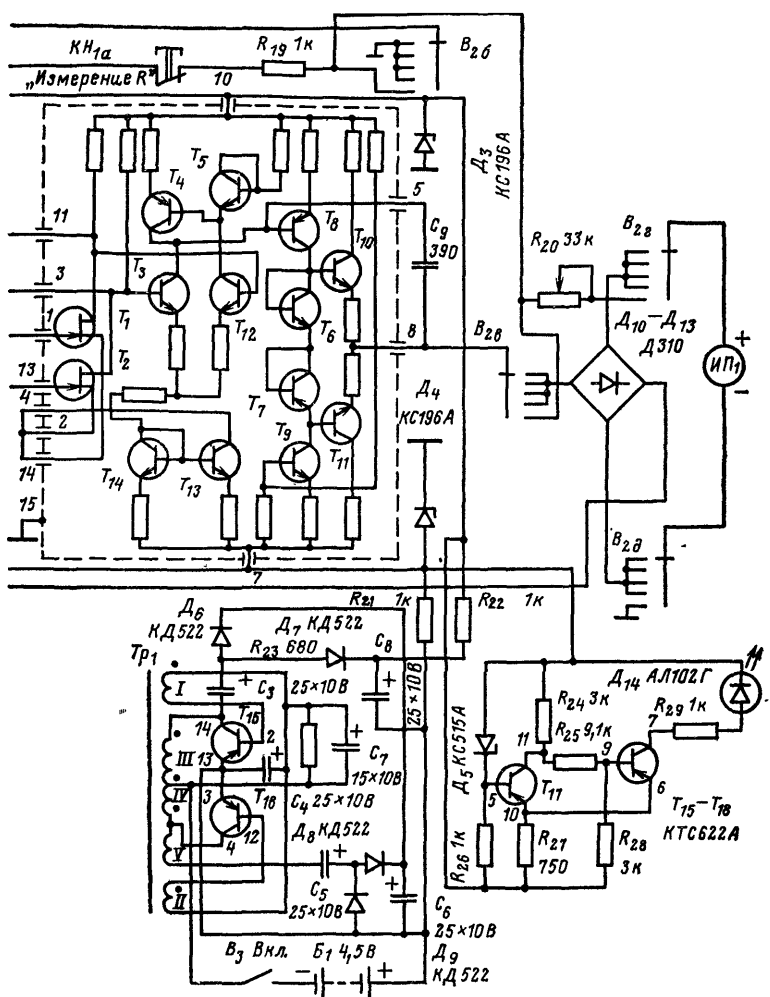 КН1а
R19 1к
В2б
„Измерение R"
10
Т5
Т4
5
Д3
КС196А
11
Т8
Т10
С9
390
В2г
R20 33к
3
Т3
1
Т1
Т12
Т6
8
В2в
Д10–Д13
Д310
+
ИП1
–
13
Т2
4
2
Т7
Д4
КС196А
Т9
Т11
14
Т14
Т13
15
В2д
7
R21 1к
R22 1к
Д6
КД522
Д7 КД522
С8
Тр1
R23 680
+
+
Д14 АЛ102Г
I
С3
25×10В
25×10В
R24 3к
R29 1к
14
Т15
2
+
R25 9,1к
7
III
13
+
С7
15×10В
Д5 КС515А
11
9
IV
3
Т16
С4 25×10В
5
Т17
6
12
Д8 КД522
10
Т15–Т18
КТС622А
4
V
+
R26 1к
R27
750
R28
3к
С5
25×10В
+
С6
25×10В
II
В3 Вкл.
Б1 4,5В
– +
Д9
КД522